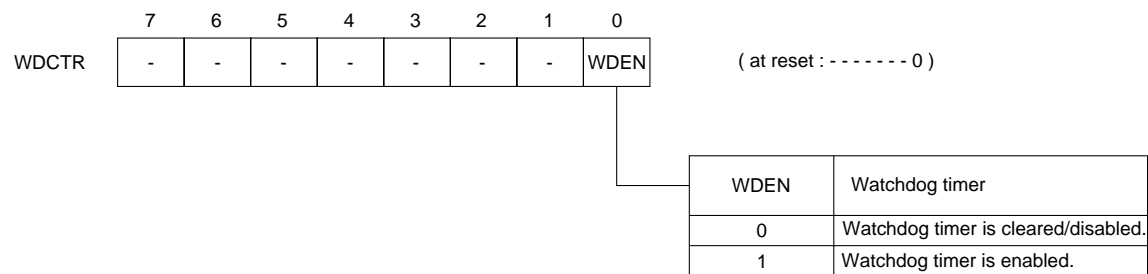 7 6 5 4 3 2 1 0
WDCTR - - - - - - - WDEN ( at reset : - - - - - - - 0 )
WDEN Watchdog timer
0 Watchdog timer is cleared/disabled.
1 Watchdog timer is enabled.